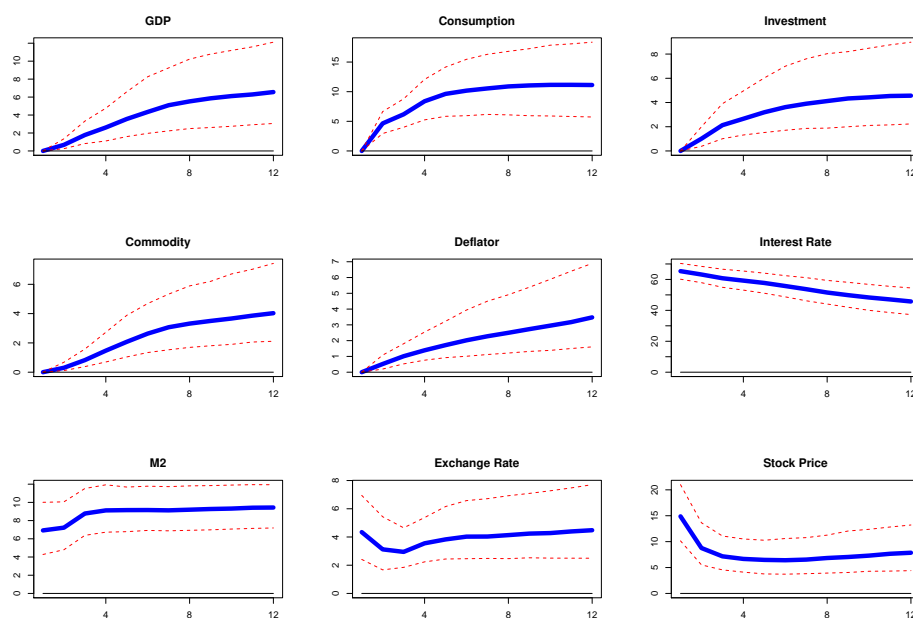 GDP
Consumption
Investment
0 2 4 6 8 10
0 5 10 15
0 2 4 6 8
4 8 12
4 8 12
4 8 12
Commodity
Deflator
Interest Rate
0 2 4 6
0 1 2 3 4 5 6 7
0 20 40 60
4 8 12
4 8 12
4 8 12
M2
Exchange Rate
Stock Price
0 2 4 6 8 10
0 2 4 6 8
0 5 10 15 20
4 8 12
4 8 12
4 8 12